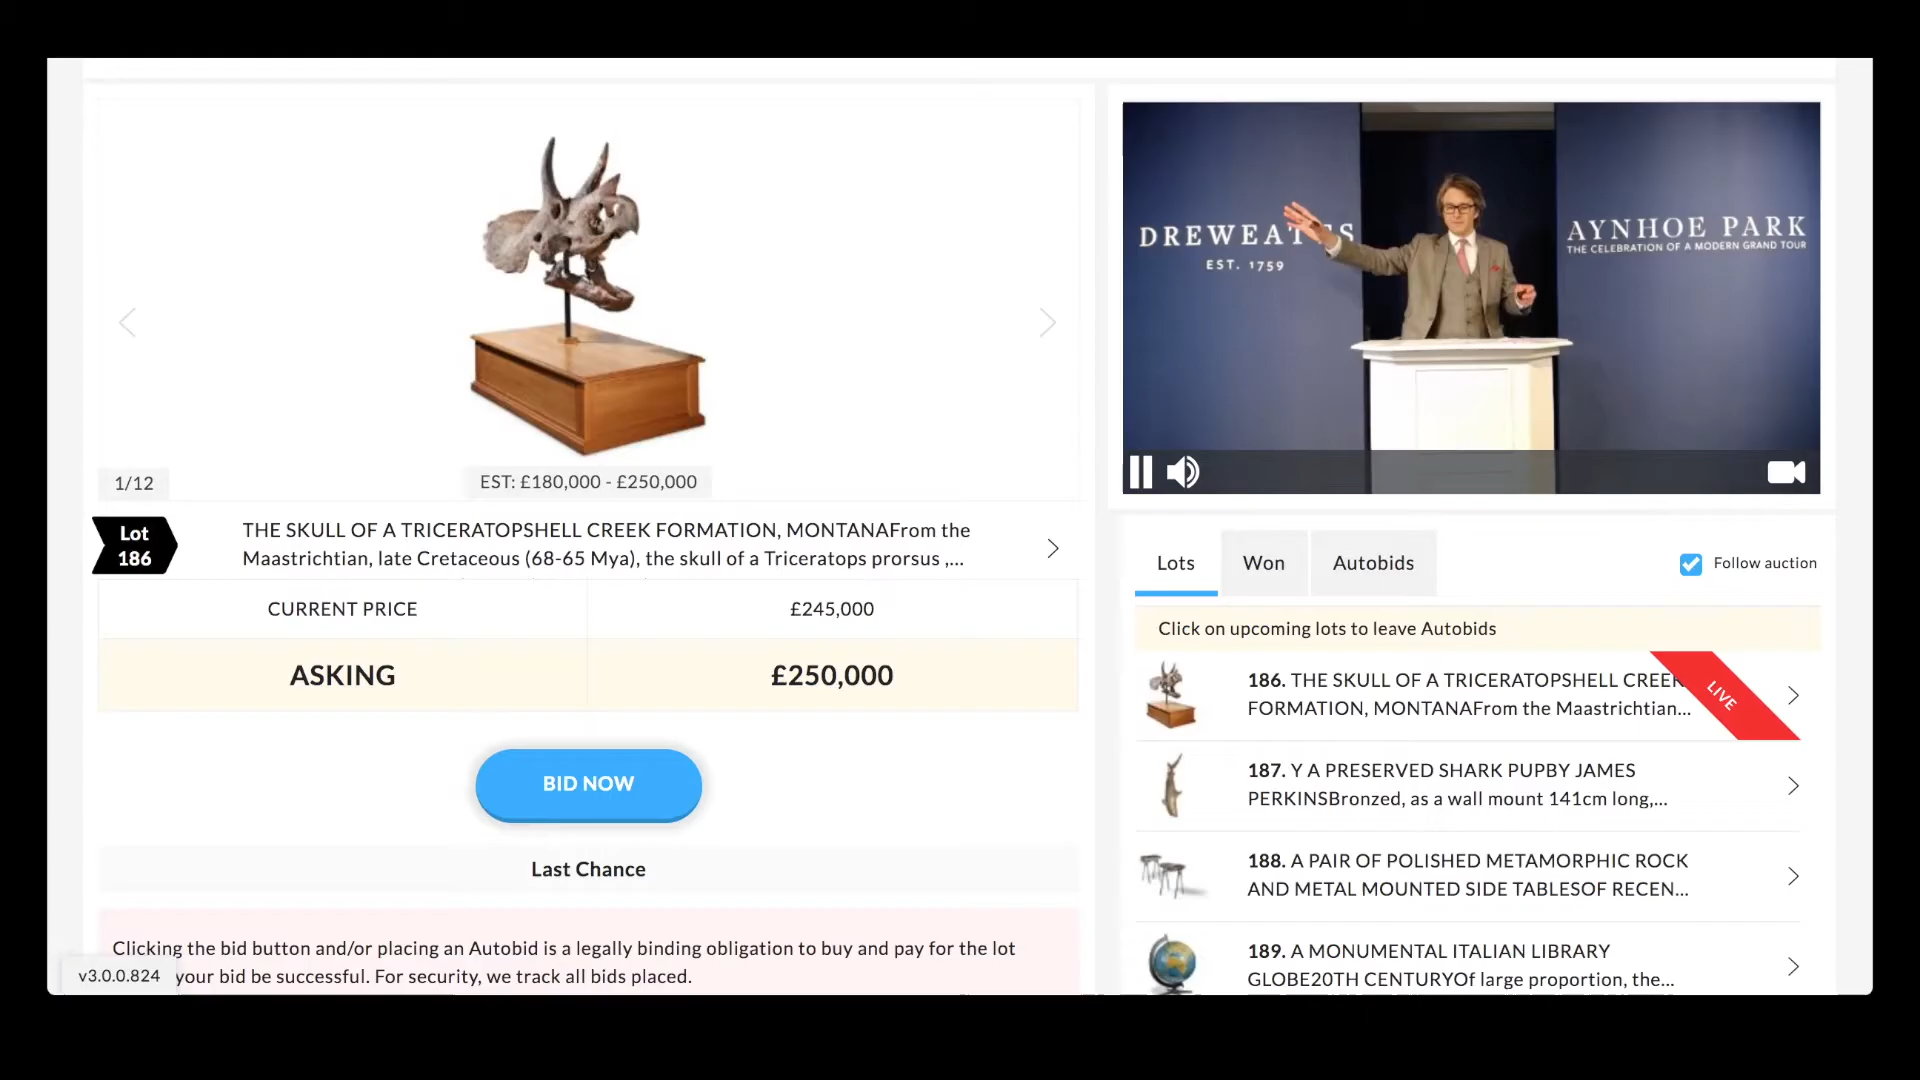 DREWEATES
EST. 1759
AYNHOE PARK
THE CELEBRATION OF A MODERN GRAND TOUR
1/12
EST: £180,000 - £250,000
Lot
186
THE SKULL OF A TRICERATOPSHELL CREEK FORMATION, MONTANAFrom the
Maastrichtian, late Cretaceous (68-65 Mya), the skull of a Triceratops prorsus ,...
CURRENT PRICE
£245,000
ASKING
£250,000
BID NOW
Last Chance
Clicking the bid button and/or placing an Autobid is a legally binding obligation to buy and pay for the lot
your bid be successful. For security, we track all bids placed.
v3.0.0.824
Lots
Won
Autobids
Follow auction
Click on upcoming lots to leave Autobids
186. THE SKULL OF A TRICERATOPSHELL CREEK
FORMATION, MONTANAFrom the Maastrichtian...
LIVE
187. Y A PRESERVED SHARK PUPBY JAMES
PERKINSBronzed, as a wall mount 141cm long,...
188. A PAIR OF POLISHED METAMORPHIC ROCK
AND METAL MOUNTED SIDE TABLESOF RECEN...
189. A MONUMENTAL ITALIAN LIBRARY
GLOBE20TH CENTURYOf large proportion, the...